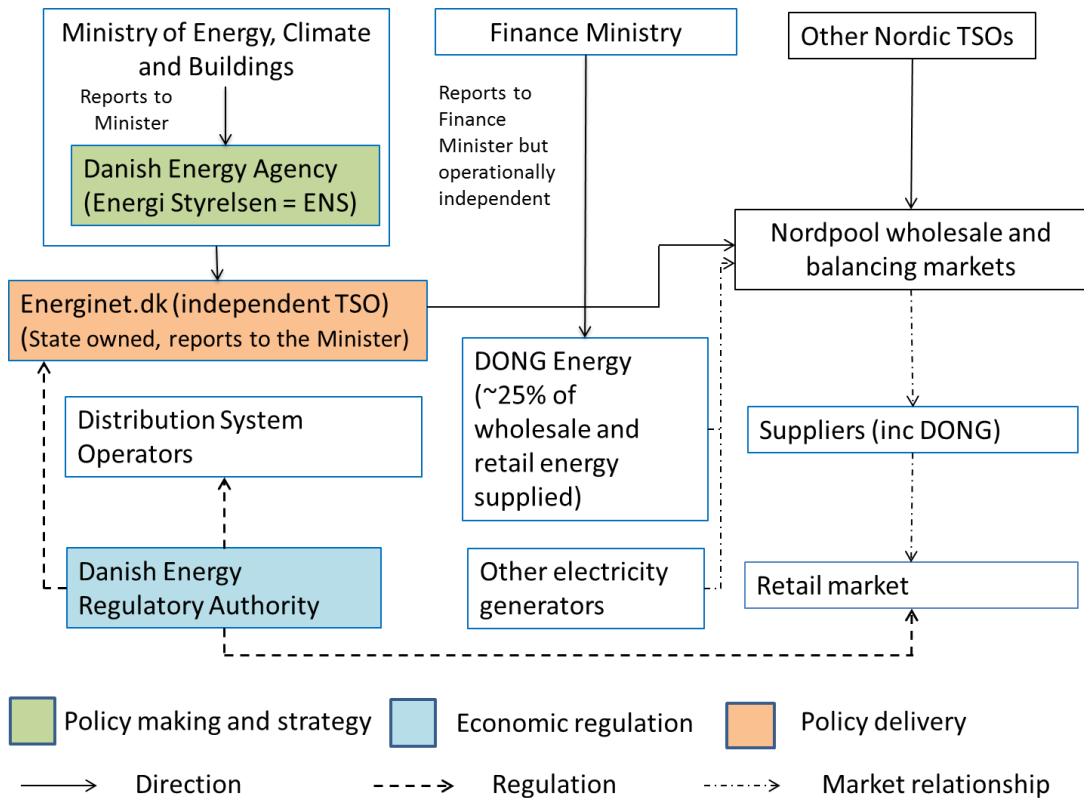 Ministry of Energy, Climate
and Buildings
Reports to
Minister
Danish Energy Agency
(Energi Styrelsen = ENS)
Finance Ministry
Reports to
Finance
Minister but
operationally
independent
Other Nordic TSOs
Nordpool wholesale and
balancing markets
Energinet.dk (independent TSO)
(State owned, reports to the Minister)
DONG Energy
(~25% of
wholesale and
retail energy
supplied)
Distribution System
Operators
Suppliers (inc DONG)
Danish Energy
Regulatory Authority
Other electricity
generators
Retail market
Policy making and strategy
Economic regulation
Policy delivery
Direction
Regulation
Market relationship